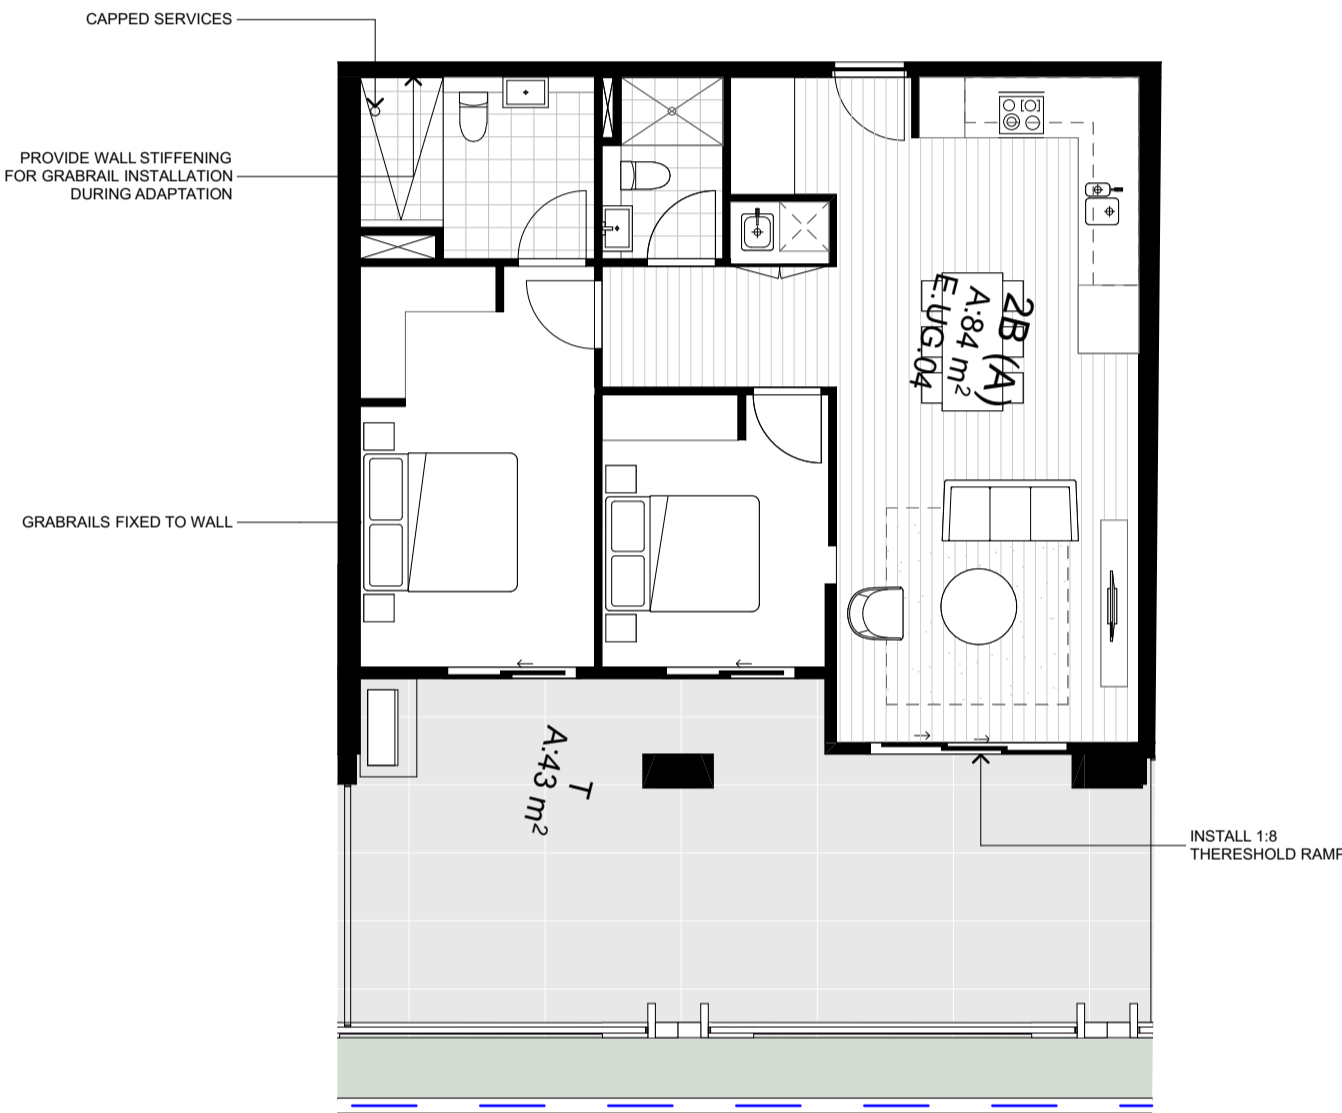 CAPPED SERVICES
PROVIDE WALL STIFFENING
FOR GRABRAIL INSTALLATION
DURING ADAPTATION
2B (A)
A:84 m²
E.UG.04
GRABRAILS FIXED TO WALL
T
A:43 m²
INSTALL 1:8
THERESHOLD RAMP